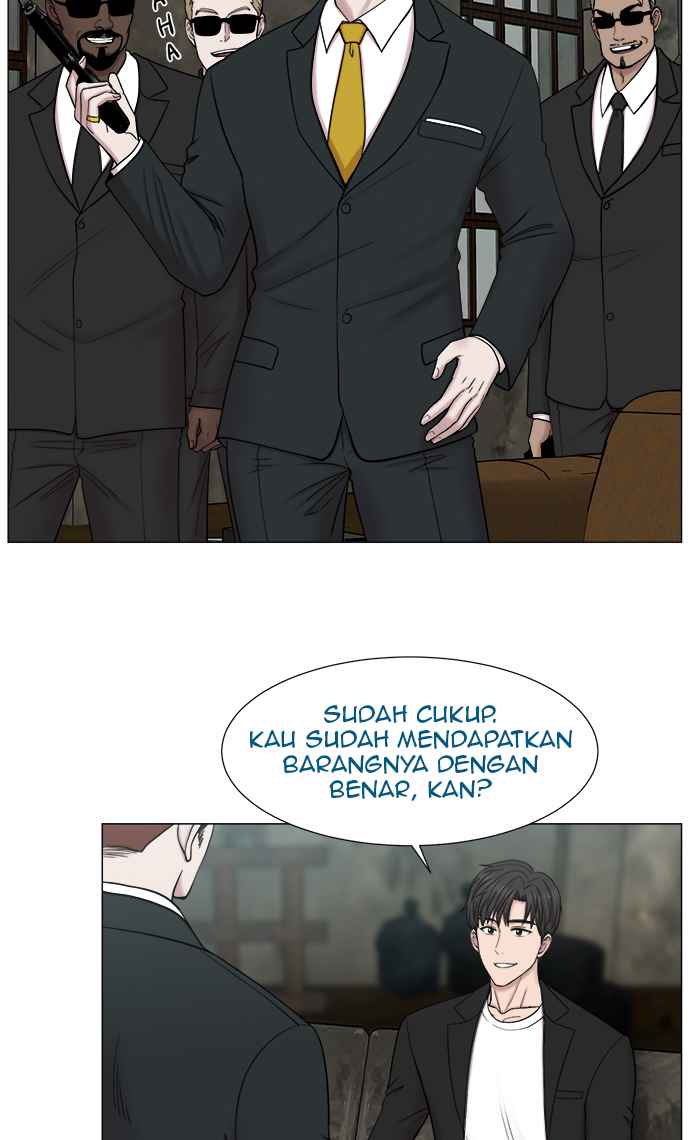 HAHA
SUDAH CUKUP.
KAU SUDAH MENDAPATKAN
BARANGNYA DENGAN
BENAR, KAN?